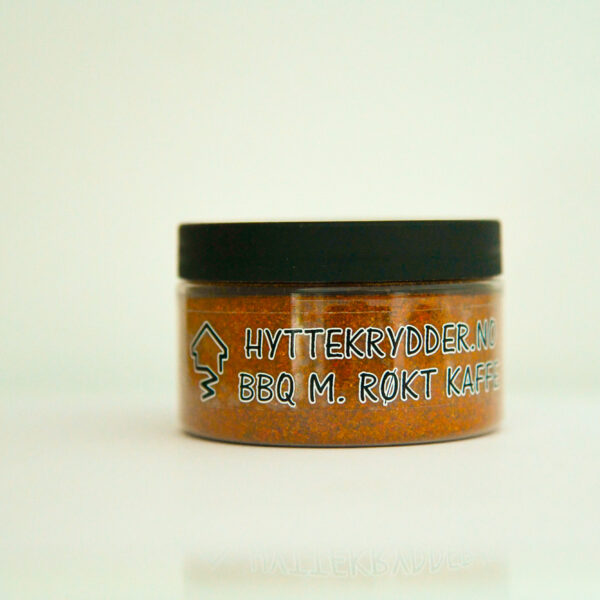 HYTTEKRYDDER.NO
BBQ M. RØKT KAFFE